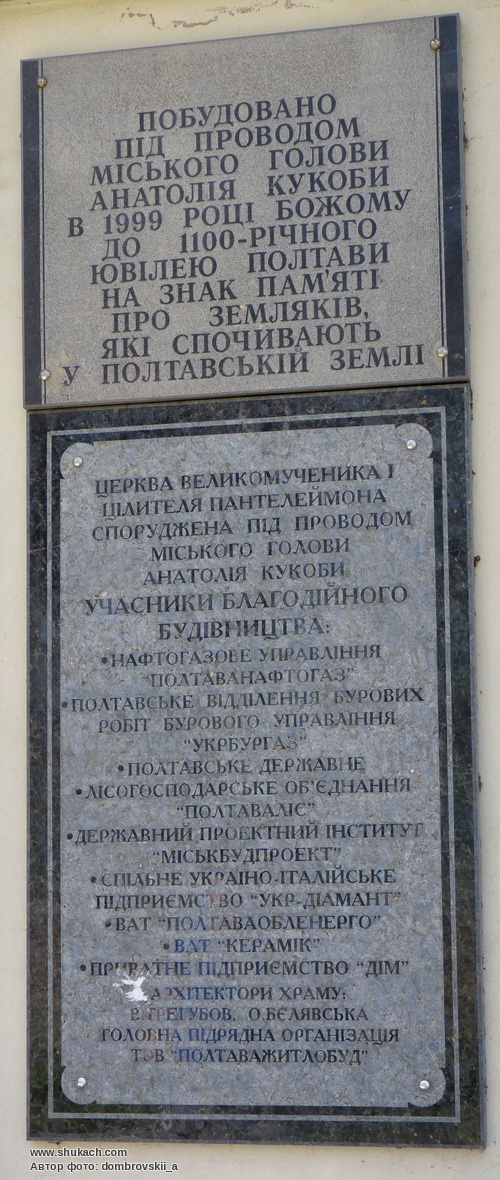 ПОБУДОВАНО
ПІД ПРОВОДОМ
МІСЬКОГО ГОЛОВИ
АНАТОЛІЯ КУКОБИ
В 1999 РОЦІ БОЖОМУ
ДО 1100-РІЧНОГО
ЮВІЛЕЮ ПОЛТАВИ
НА ЗНАК ПАМ'ЯТІ
ПРО ЗЕМЛЯКІВ,
ЯКІ СПОЧИВАЮТЬ
У ПОЛТАВСЬКІЙ ЗЕМЛІ
ЦЕРКВА ВЕЛИКОМУЧЕНИКА І
ЦІЛИТЕЛЯ ПАНТЕЛЕЙМОНА
СПОРУДЖЕНА ПІД ПРОВОДОМ
МІСЬКОГО ГОЛОВИ
АНАТОЛІЯ КУКОБИ
УЧАСНИКИ БЛАГОДІЙНОГО
БУДІВНИЦТВА:
•НАФТОГАЗОВЕ УПРАВЛІННЯ
"ПОЛТАВАНАФТОГАЗ"
•ПОЛТАВСЬКЕ ВІДДІЛЕННЯ БУРОВИХ
РОБІТ БУРОВОГО УПРАВЛІННЯ
"УКРБУРГАЗ"
•ПОЛТАВСЬКЕ ДЕРЖАВНЕ
•ЛІСОГОСПОДАРСЬКЕ ОБ'ЄДНАННЯ
"ПОЛТАВАЛІС"
•ДЕРЖАВНИЙ ПРОЕКТНИЙ ІНСТИТУТ
"МІСЬКБУДПРОЕКТ"
•СПІЛЬНЕ УКРАЇНО-ІТАЛІЙСЬКЕ
ПІДПРИЄМСТВО "УКР-ДІАМАНТ"
•ВАТ "ПОЛТАВАОБЛЕНЕРГО"
•ВАТ "КЕРАМІК"
•ПРИВАТНЕ ПІДПРИЄМСТВО "ДІМ"
АРХІТЕКТОРИ ХРАМУ:
В.ТРЕГУБОВ, О.БЄЛЯВСЬКА
ГОЛОВНА ПІДРЯДНА ОРГАНІЗАЦІЯ
ТОВ "ПОЛТАВАЖИТЛОБУД"
www.shukach.com
Автор фото: dombrovskii_a